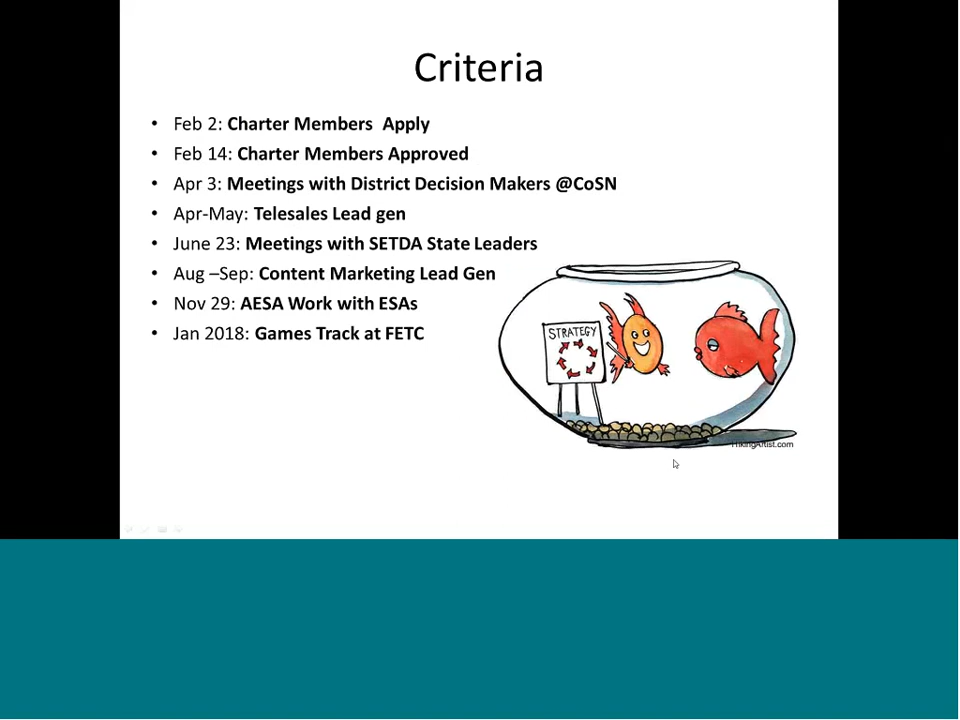 Criteria
• Feb 2: Charter Members  Apply
• Feb 14: Charter Members Approved
• Apr 3: Meetings with District Decision Makers @CoSN
• Apr-May: Telesales Lead gen
• June 23: Meetings with SETDA State Leaders
• Aug –Sep: Content Marketing Lead Gen
• Nov 29: AESA Work with ESAs
• Jan 2018: Games Track at FETC
STRATEGY